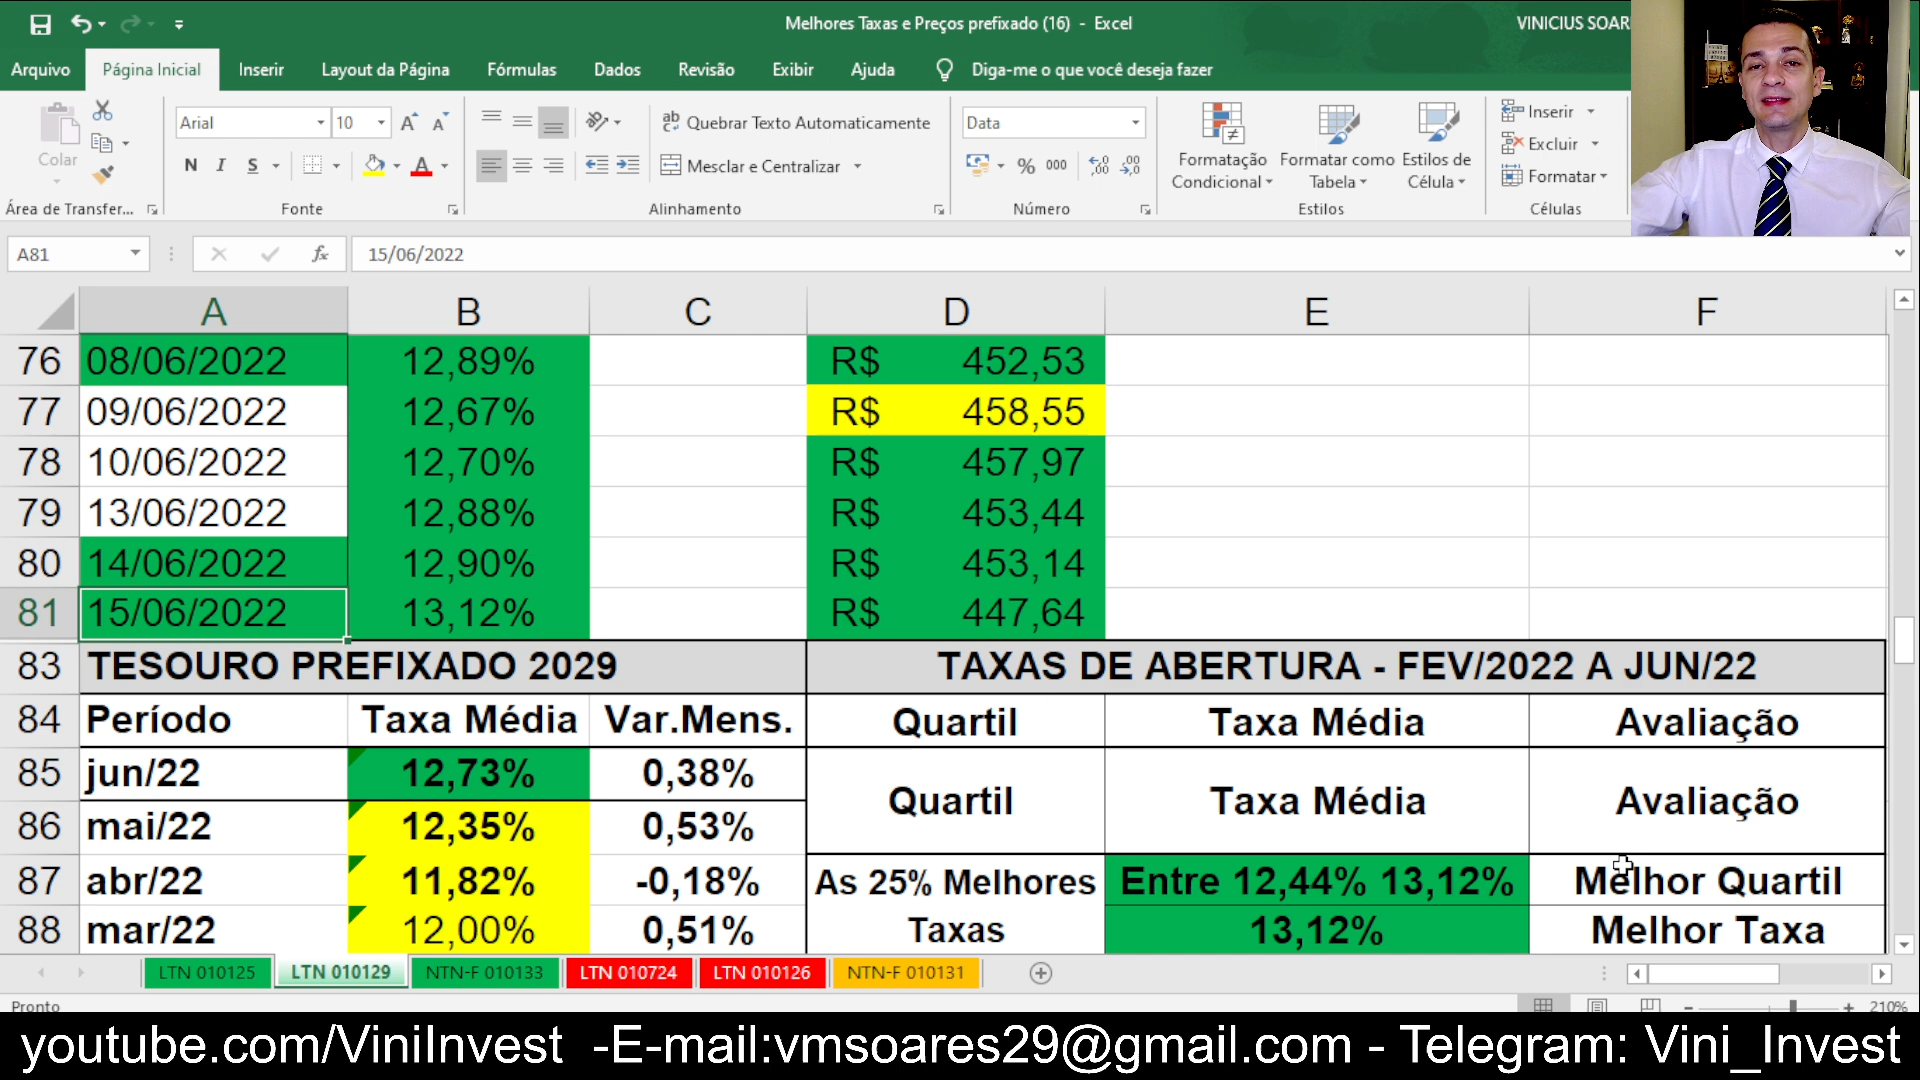 Melhores Taxas e Preços prefixado (16) - Excel
VINICIUS SOAR
Arquivo Página Inicial Inserir Layout da Página Fórmulas Dados Revisão Exibir Ajuda Diga-me o que você deseja fazer
Colar
Área de Transfer...
Arial 10
N I S
Fonte
Quebrar Texto Automaticamente
Mesclar e Centralizar
Alinhamento
Data
% 000
Número
Formatação Condicional
Formatar como Tabela
Estilos de Célula
Estilos
Inserir
Excluir
Formatar
Células
A81 fx 15/06/2022
A B C D E F
76 08/06/2022 12,89% R$ 452,53
77 09/06/2022 12,67% R$ 458,55
78 10/06/2022 12,70% R$ 457,97
79 13/06/2022 12,88% R$ 453,44
80 14/06/2022 12,90% R$ 453,14
81 15/06/2022 13,12% R$ 447,64
83 TESOURO PREFIXADO 2029 TAXAS DE ABERTURA - FEV/2022 A JUN/22
84 Período Taxa Média Var.Mens. Quartil Taxa Média Avaliação
85 jun/22 12,73% 0,38%
Quartil Taxa Média Avaliação
86 mai/22 12,35% 0,53%
87 abr/22 11,82% -0,18% As 25% Melhores Entre 12,44% 13,12% Melhor Quartil
88 mar/22 12,00% 0,51% Taxas 13,12% Melhor Taxa
LTN 010125 LTN 010129 NTN-F 010133 LTN 010724 LTN 010126 NTN-F 010131
Pronto 210%
youtube.com/ViniInvest -E-mail:vmsoares29@gmail.com - Telegram: Vini_Invest